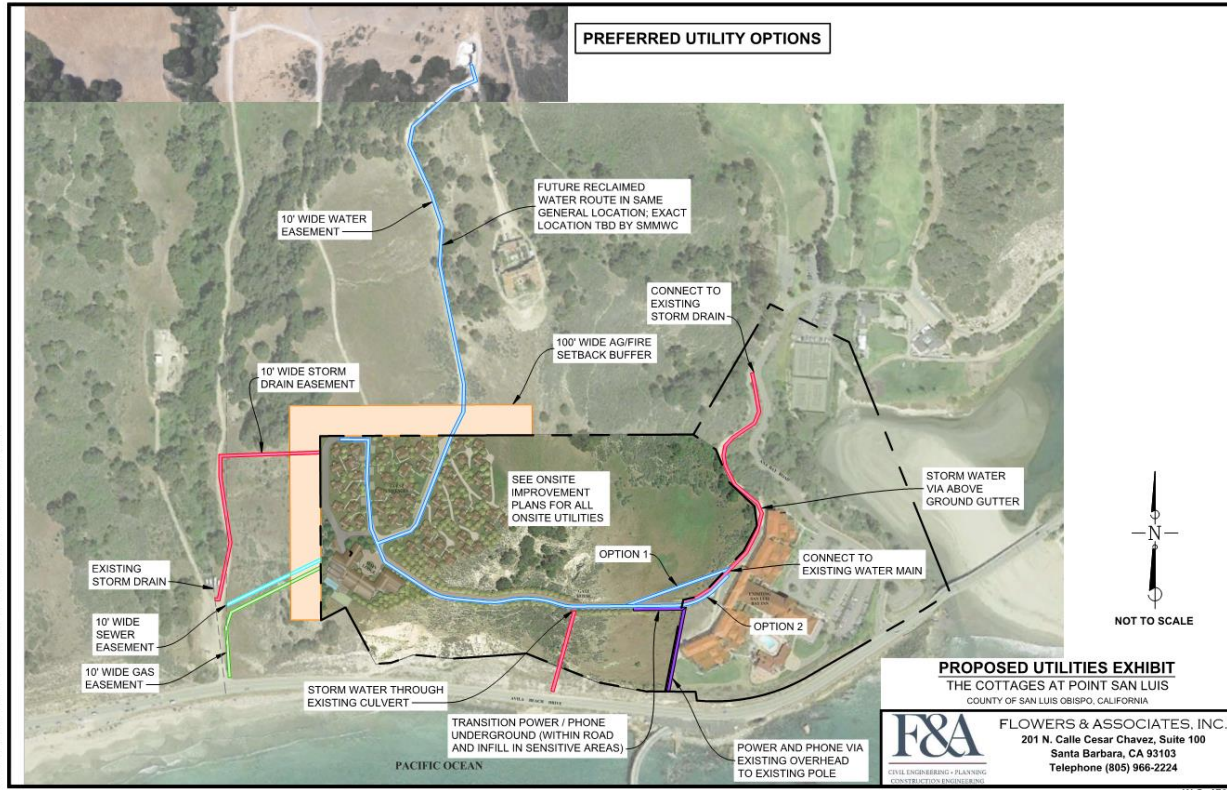 PREFERRED UTILITY OPTIONS
10' WIDE WATER
EASEMENT
FUTURE RECLAIMED
WATER ROUTE IN SAME
GENERAL LOCATION; EXACT
LOCATION TBD BY SMMWC
CONNECT TO
EXISTING
STORM DRAIN
100' WIDE AG/FIRE
SETBACK BUFFER
10' WIDE STORM
DRAIN EASEMENT
SEE ONSITE
IMPROVEMENT
PLANS FOR ALL
ONSITE UTILITIES
STORM WATER
VIA ABOVE
GROUND GUTTER
N
OPTION 1
CONNECT TO
EXISTING WATER MAIN
EXISTING
STORM DRAIN
OPTION 2
10' WIDE
SEWER
EASEMENT
NOT TO SCALE
10' WIDE GAS
EASEMENT
STORM WATER THROUGH
EXISTING CULVERT
AVILA BEACH DRIVE
TRANSITION POWER / PHONE
UNDERGROUND (WITHIN ROAD
AND INFILL IN SENSITIVE AREAS)
POWER AND PHONE VIA
EXISTING OVERHEAD
TO EXISTING POLE
PACIFIC OCEAN
PROPOSED UTILITIES EXHIBIT
THE COTTAGES AT POINT SAN LUIS
COUNTY OF SAN LUIS OBISPO, CALIFORNIA
F&A
CIVIL ENGINEERING • PLANNING
CONSTRUCTION ENGINEERING
FLOWERS & ASSOCIATES, INC.
201 N. Calle Cesar Chavez, Suite 100
Santa Barbara, CA 93103
Telephone (805) 966-2224